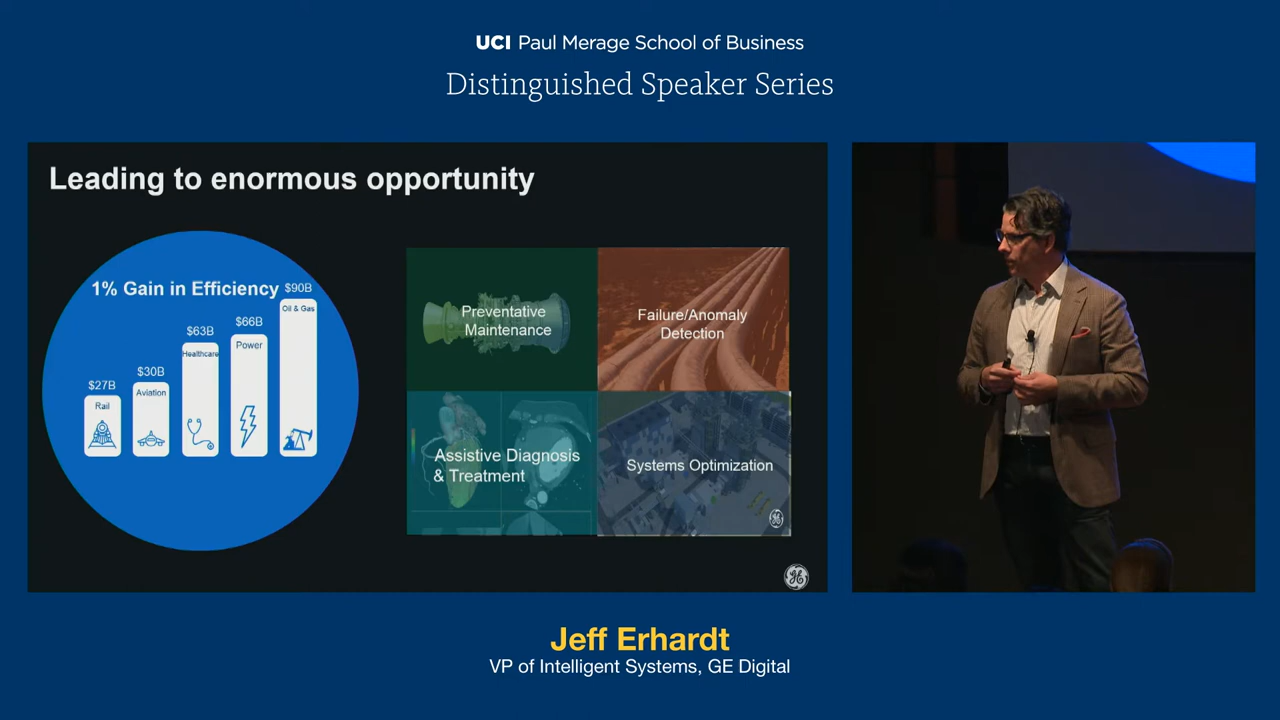 UCI Paul Merage School of Business
Distinguished Speaker Series
Leading to enormous opportunity
1% Gain in Efficiency
$27B
Rail
$30B
Aviation
$63B
Healthcare
$66B
Power
$90B
Oil & Gas
Preventative
Maintenance
Failure/Anomaly
Detection
Assistive Diagnosis
& Treatment
Systems Optimization
Jeff Erhardt
VP of Intelligent Systems, GE Digital